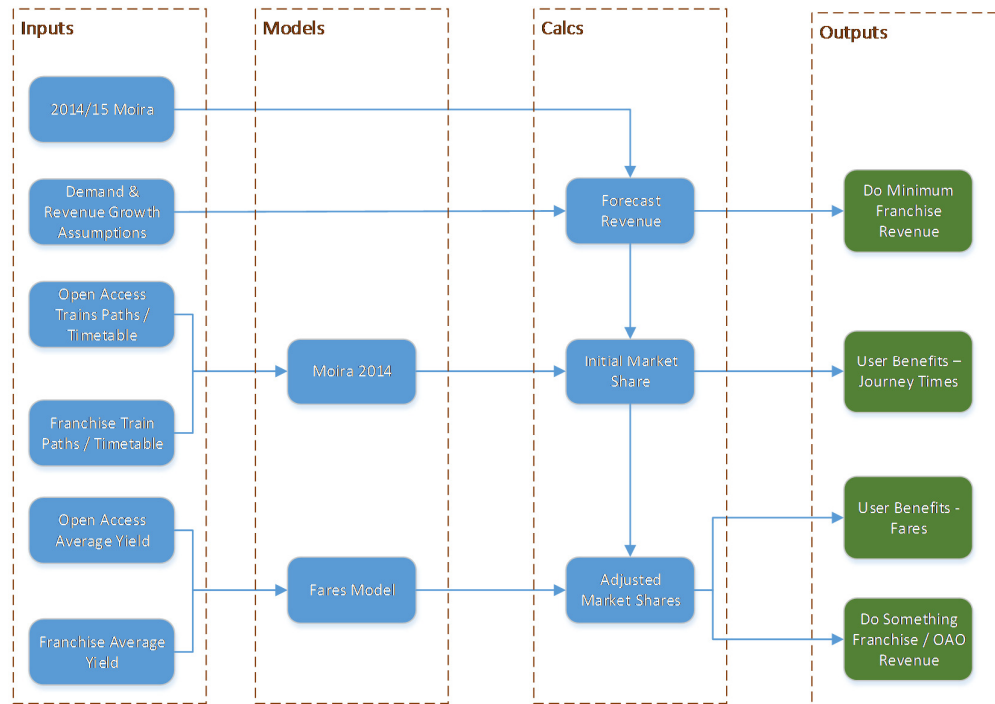 Inputs
Models
Calcs
Outputs
2014/15 Moira
Demand &
Revenue Growth
Assumptions
Open Access
Trains Paths /
Timetable
Franchise Train
Paths / Timetable
Open Access
Average Yield
Franchise Average
Yield
Moira 2014
Fares Model
Forecast
Revenue
Initial Market
Share
Adjusted
Market Shares
Do Minimum
Franchise
Revenue
User Benefits –
Journey Times
User Benefits -
Fares
Do Something
Franchise / OAO
Revenue